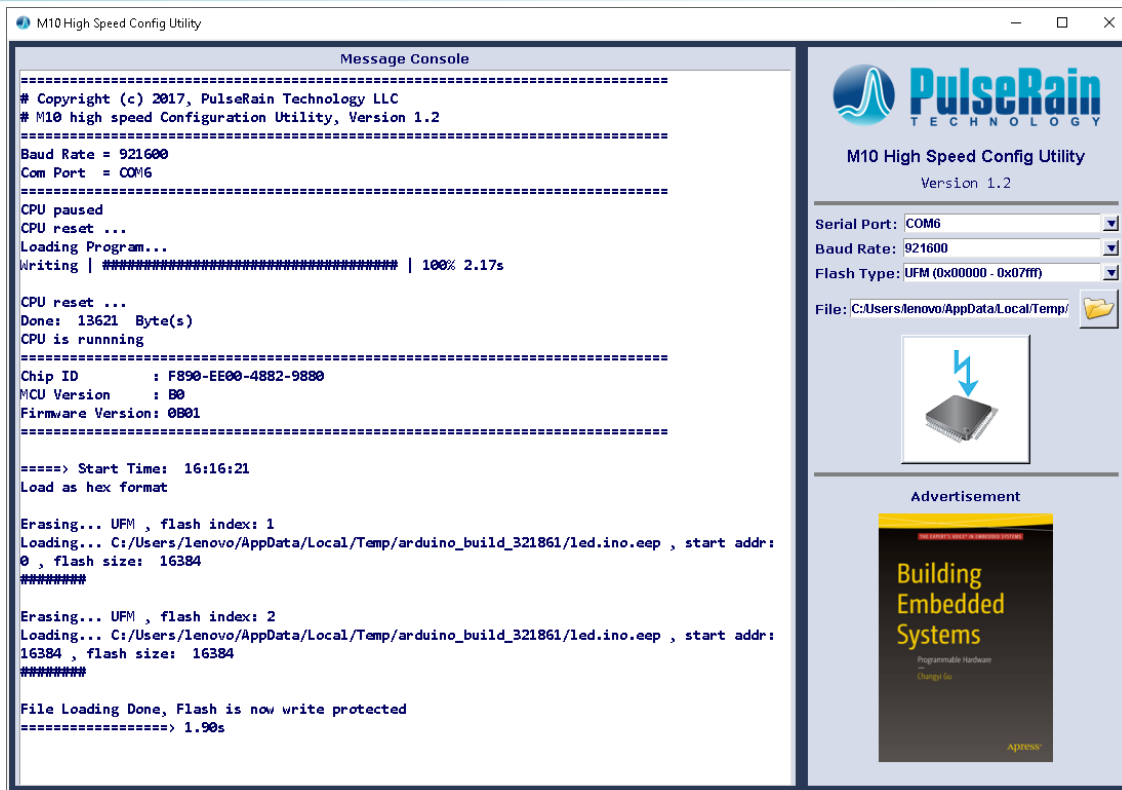 M10 High Speed Config Utility
Message Console
===============================================================================
# Copyright (c) 2017, PulseRain Technology LLC
# M10 high speed Configuration Utility, Version 1.2
===============================================================================
Baud Rate = 921600
Com Port  = COM6
===============================================================================
CPU paused
CPU reset ...
Loading Program...
Writing | #################################### | 100% 2.17s
CPU reset ...
Done:  13621  Byte(s)
CPU is runnning
===============================================================================
Chip ID         : F890-EE00-4882-9880
MCU Version     : B0
Firmware Version: 0B01
===============================================================================
=====> Start Time:  16:16:21
Load as hex format
Erasing... UFM , flash index: 1
Loading... C:/Users/lenovo/AppData/Local/Temp/arduino_build_321861/led.ino.eep , start addr:
0 , flash size:  16384
########
Erasing... UFM , flash index: 2
Loading... C:/Users/lenovo/AppData/Local/Temp/arduino_build_321861/led.ino.eep , start addr:
16384 , flash size:  16384
########
File Loading Done, Flash is now write protected
==================> 1.90s
PulseRain
TECHNOLOGY
M10 High Speed Config Utility
Version 1.2
Serial Port: COM6
Baud Rate: 921600
Flash Type: UFM (0x00000 - 0x07fff)
File: C:/Users/lenovo/AppData/Local/Temp/
Advertisement
THE EXPERT'S VOICE® IN EMBEDDED SYSTEMS
Building
Embedded
Systems
Programmable Hardware
Changyi Gu
Apress®